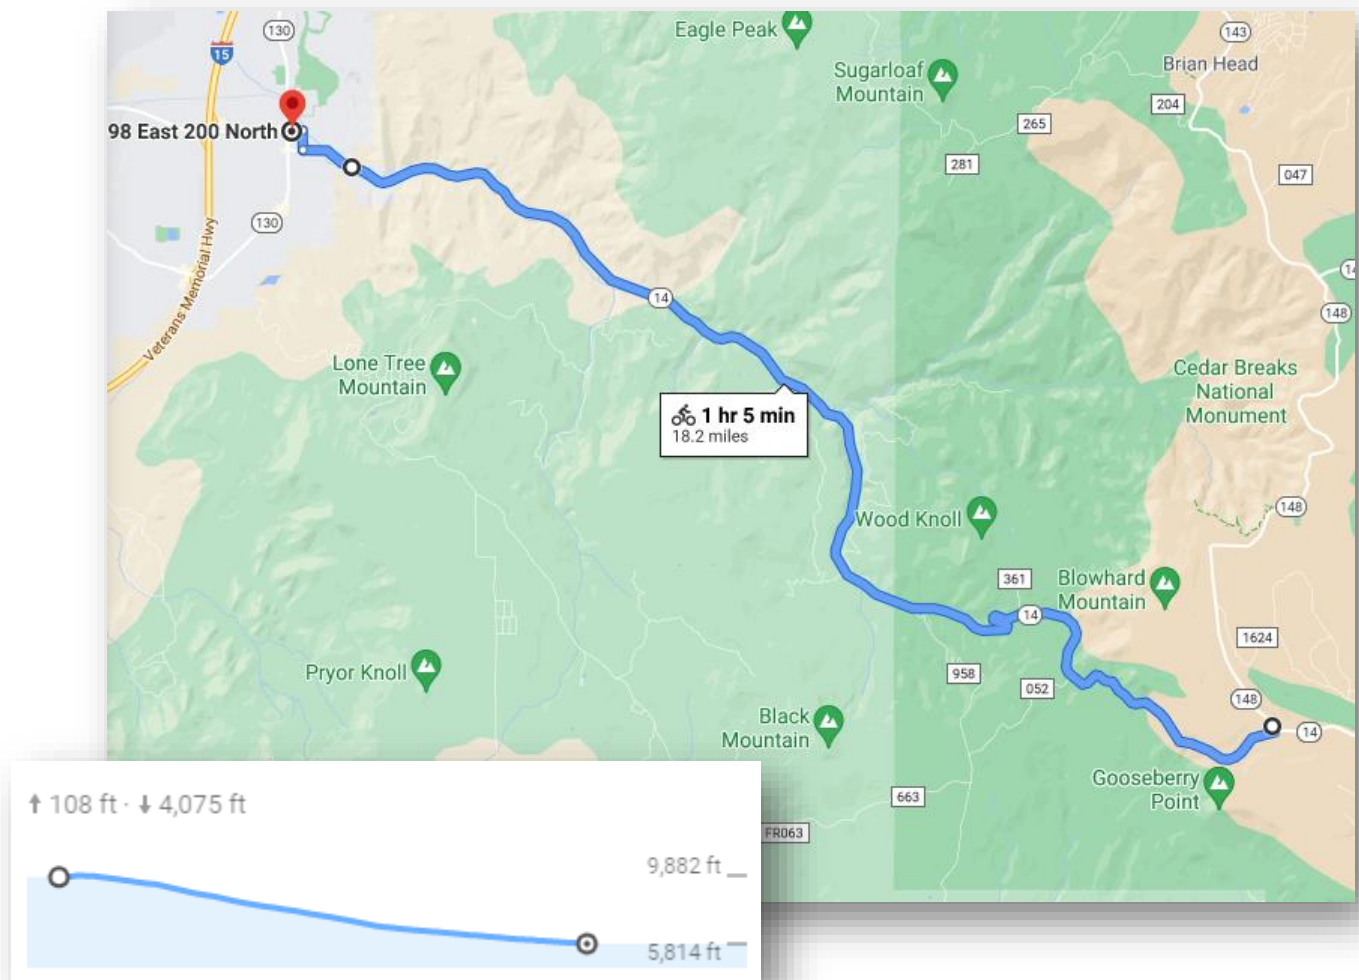 Eagle Peak
130
15
143
Brian Head
Sugarloaf
Mountain
204
98 East 200 North
265
281
047
130
Veterans Memorial Hwy
14
148
Lone Tree
Mountain
Cedar Breaks
National
Monument
1 hr 5 min
18.2 miles
148
Wood Knoll
361
Blowhard
Mountain
14
1624
Pryor Knoll
958
052
148
Black
Mountain
14
Gooseberry
Point
663
FR063
108 ft · 4,075 ft
9,882 ft
5,814 ft